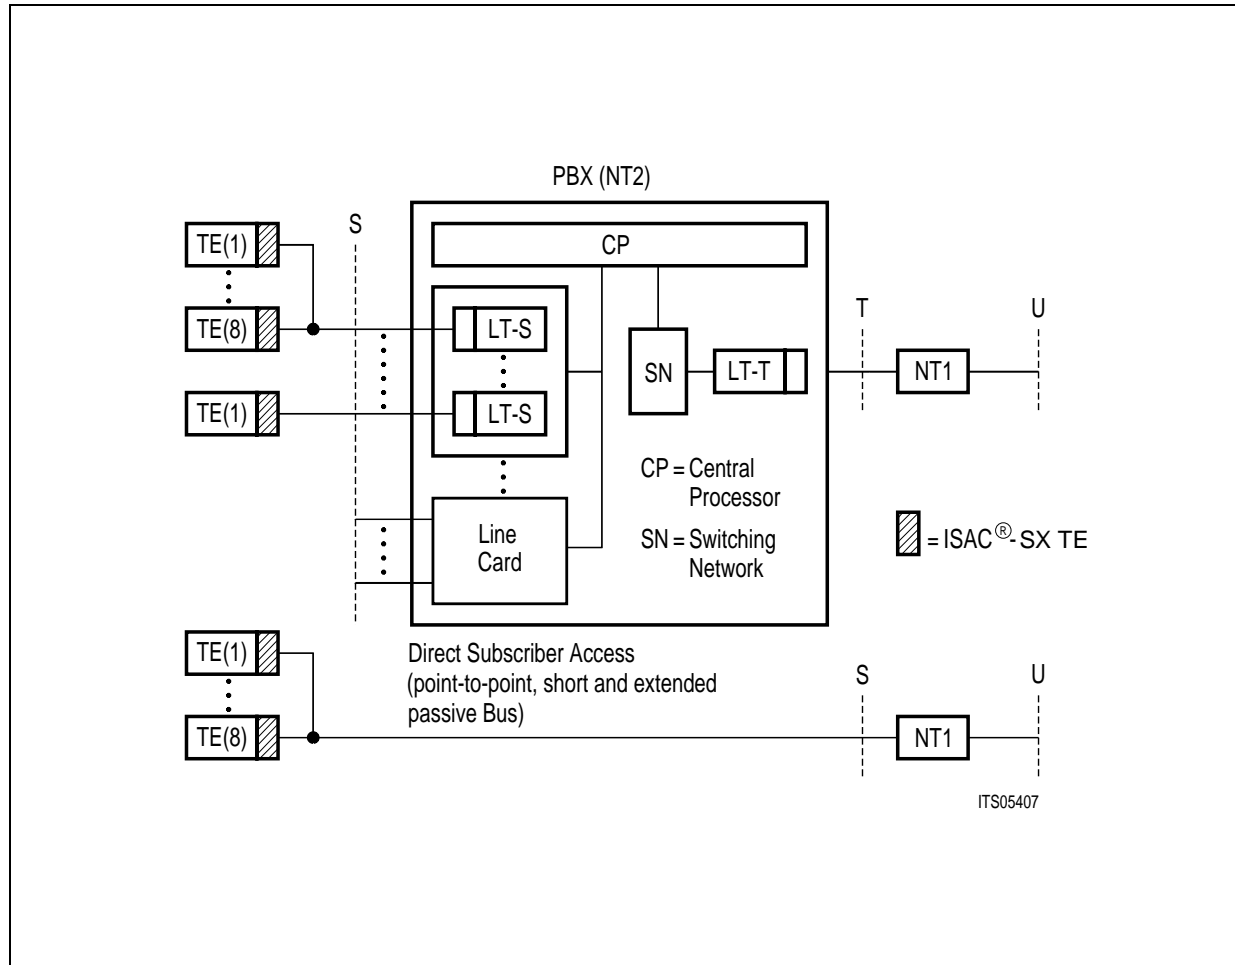 PBX (NT2)
S
TE(1)
CP
TE(8)
LT-S
SN
LT-T
T
U
NT1
TE(1)
LT-S
CP = Central
Processor
Line
Card
SN = Switching
Network
= ISAC®-SX TE
TE(1)
Direct Subscriber Access
(point-to-point, short and extended
passive Bus)
S
U
TE(8)
NT1
ITS05407